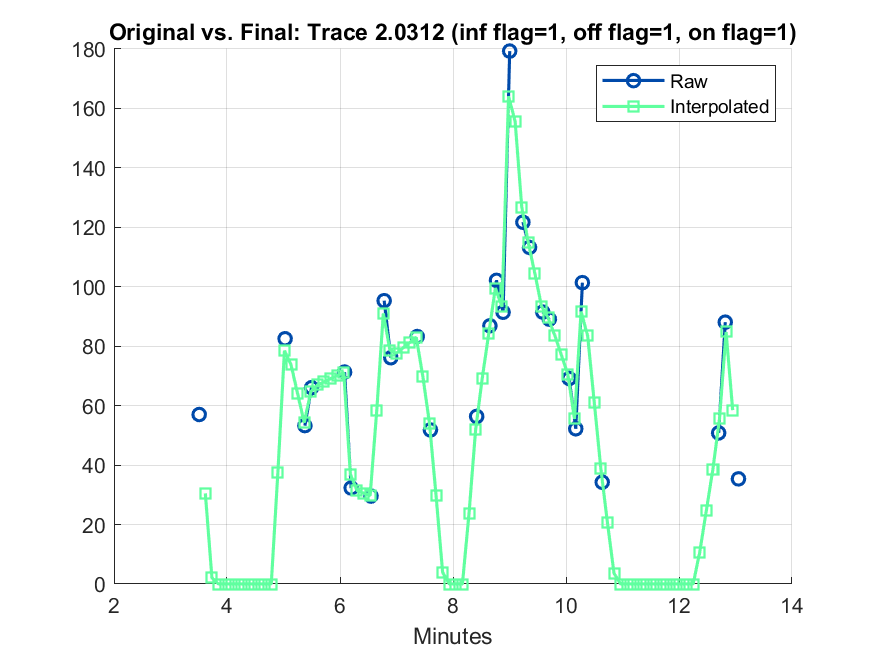 Original vs. Final: Trace 2.0312 (inf flag=1, off flag=1, on flag=1)
180
160
140
120
100
80
60
40
20
0
Raw
Interpolated
2 4 6 8 10 12 14
Minutes